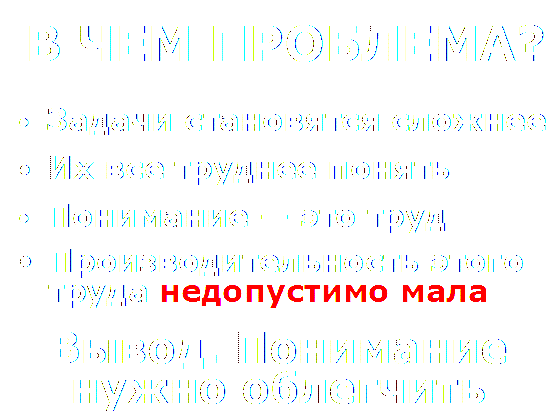 В ЧЕМ ПРОБЛЕМА?
• Задачи становятся сложнее
• Их все труднее понять
• Понимание – это труд
• Производительность этого
труда недопустимо мала
Вывод. Понимание
нужно облегчить